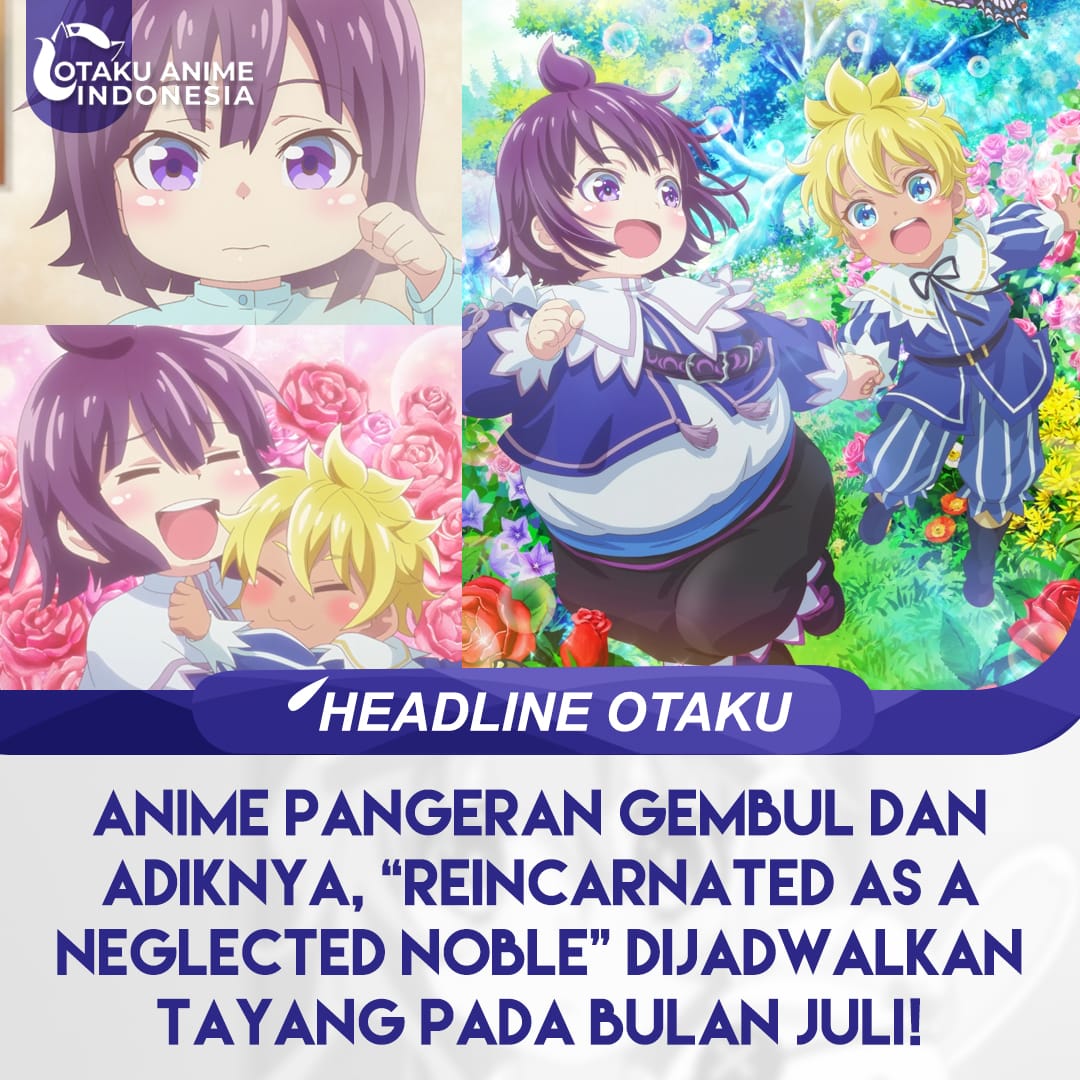 OTAKU ANIME
INDONESIA
HEADLINE OTAKU
ANIME PANGERAN GEMBUL DAN
ADIKNYA, “REINCARNATED AS A
NEGLECTED NOBLE” DIJADWALKAN
TAYANG PADA BULAN JULI!